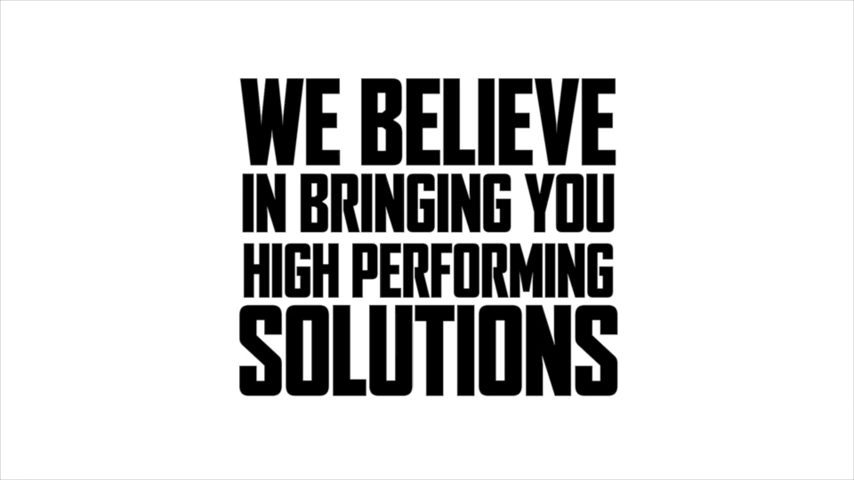 WE BELIEVE
IN BRINGING YOU
HIGH PERFORMING
SOLUTIONS